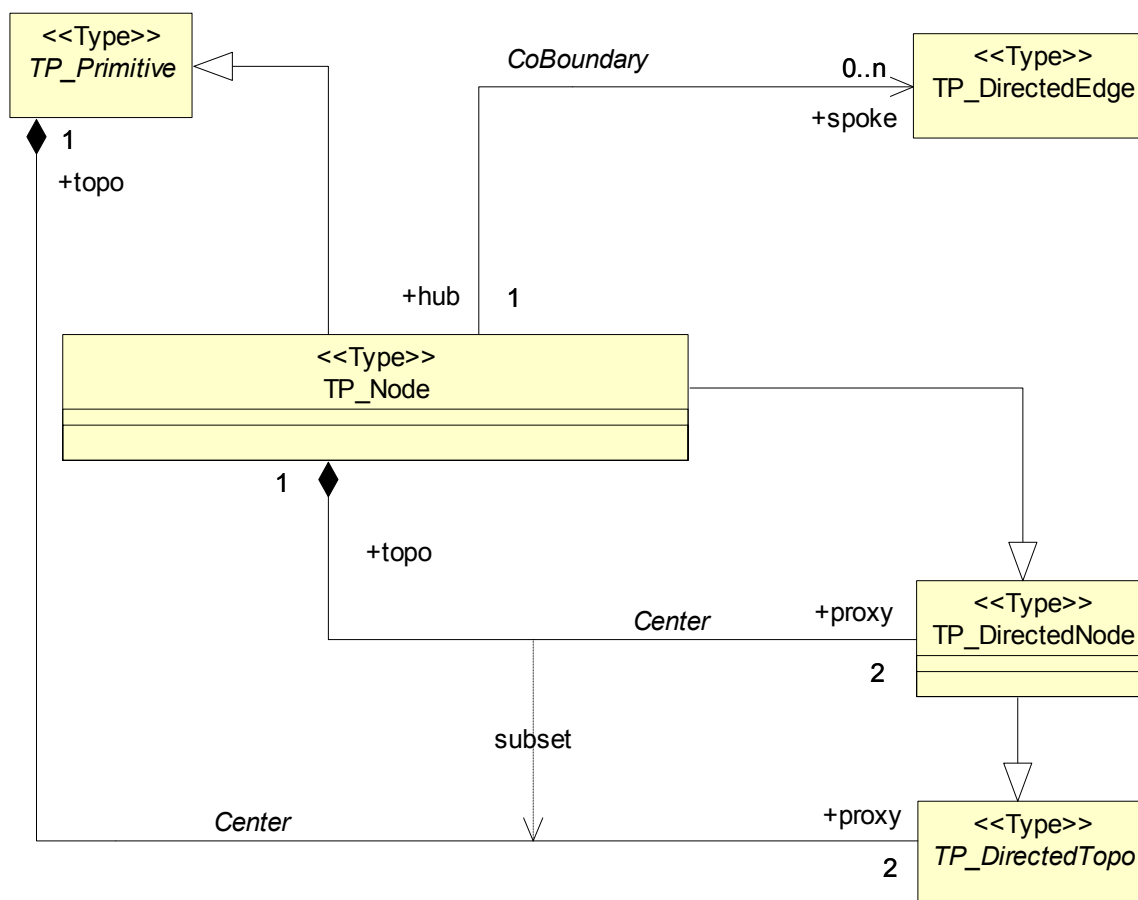 <<Type>>
TP_Primitive
1
+topo
CoBoundary
0..n
+spoke
<<Type>>
TP_DirectedEdge
+hub
1
<<Type>>
TP_Node
1
+topo
Center
+proxy
2
<<Type>>
TP_DirectedNode
subset
Center
+proxy
2
<<Type>>
TP_DirectedTopo